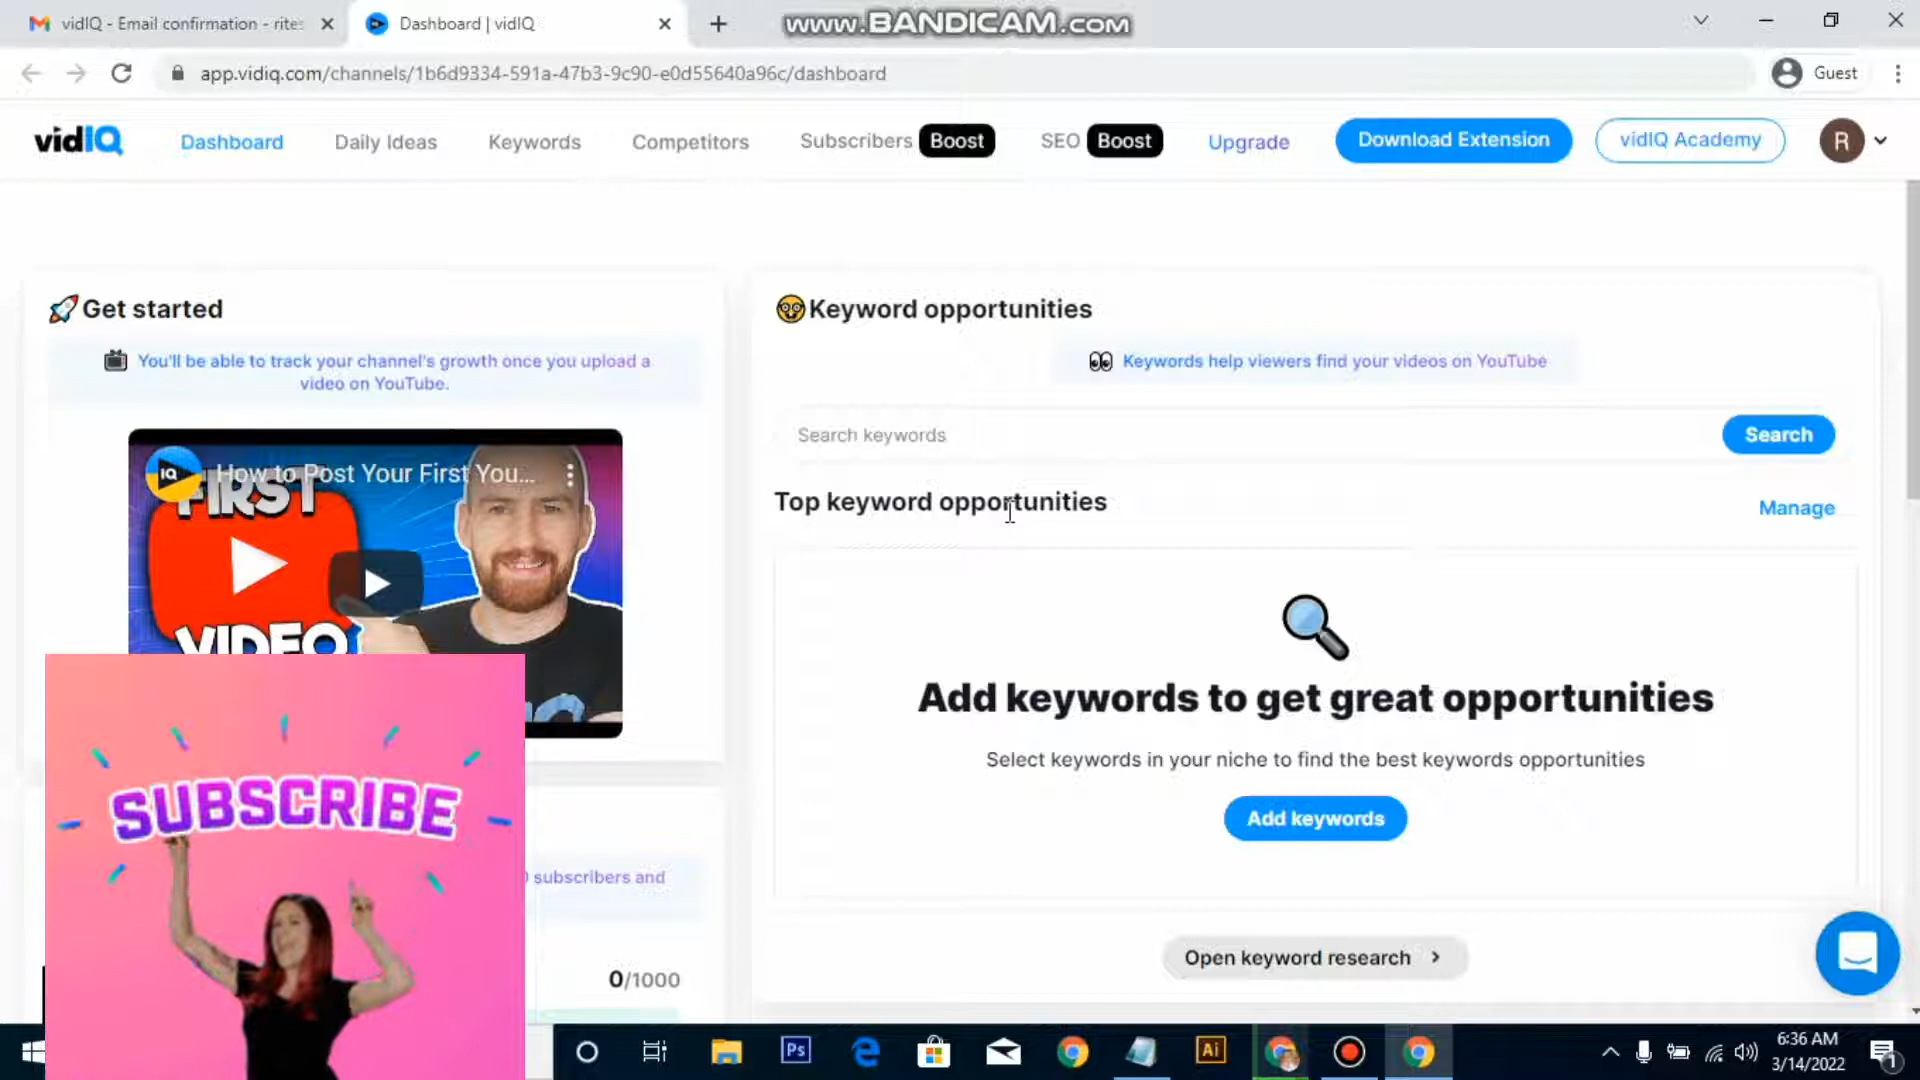 vidIQ - Email confirmation - rites
Dashboard | vidIQ
www.BANDICAM.com
app.vidiq.com/channels/1b6d9334-591a-47b3-9c90-e0d55640a96c/dashboard
Guest
vidIQ
Dashboard
Daily Ideas
Keywords
Competitors
Subscribers Boost
SEO Boost
Upgrade
Download Extension
vidIQ Academy
R
Get started
You'll be able to track your channel's growth once you upload a
video on YouTube.
IQ
How to Post Your First You...
FIRST
VIDEO
SUBSCRIBE
subscribers and
0/1000
Keyword opportunities
Keywords help viewers find your videos on YouTube
Search keywords
Search
Top keyword opportunities
Manage
Add keywords to get great opportunities
Select keywords in your niche to find the best keywords opportunities
Add keywords
Open keyword research
Ps
Ai
6:36 AM
3/14/2022
1